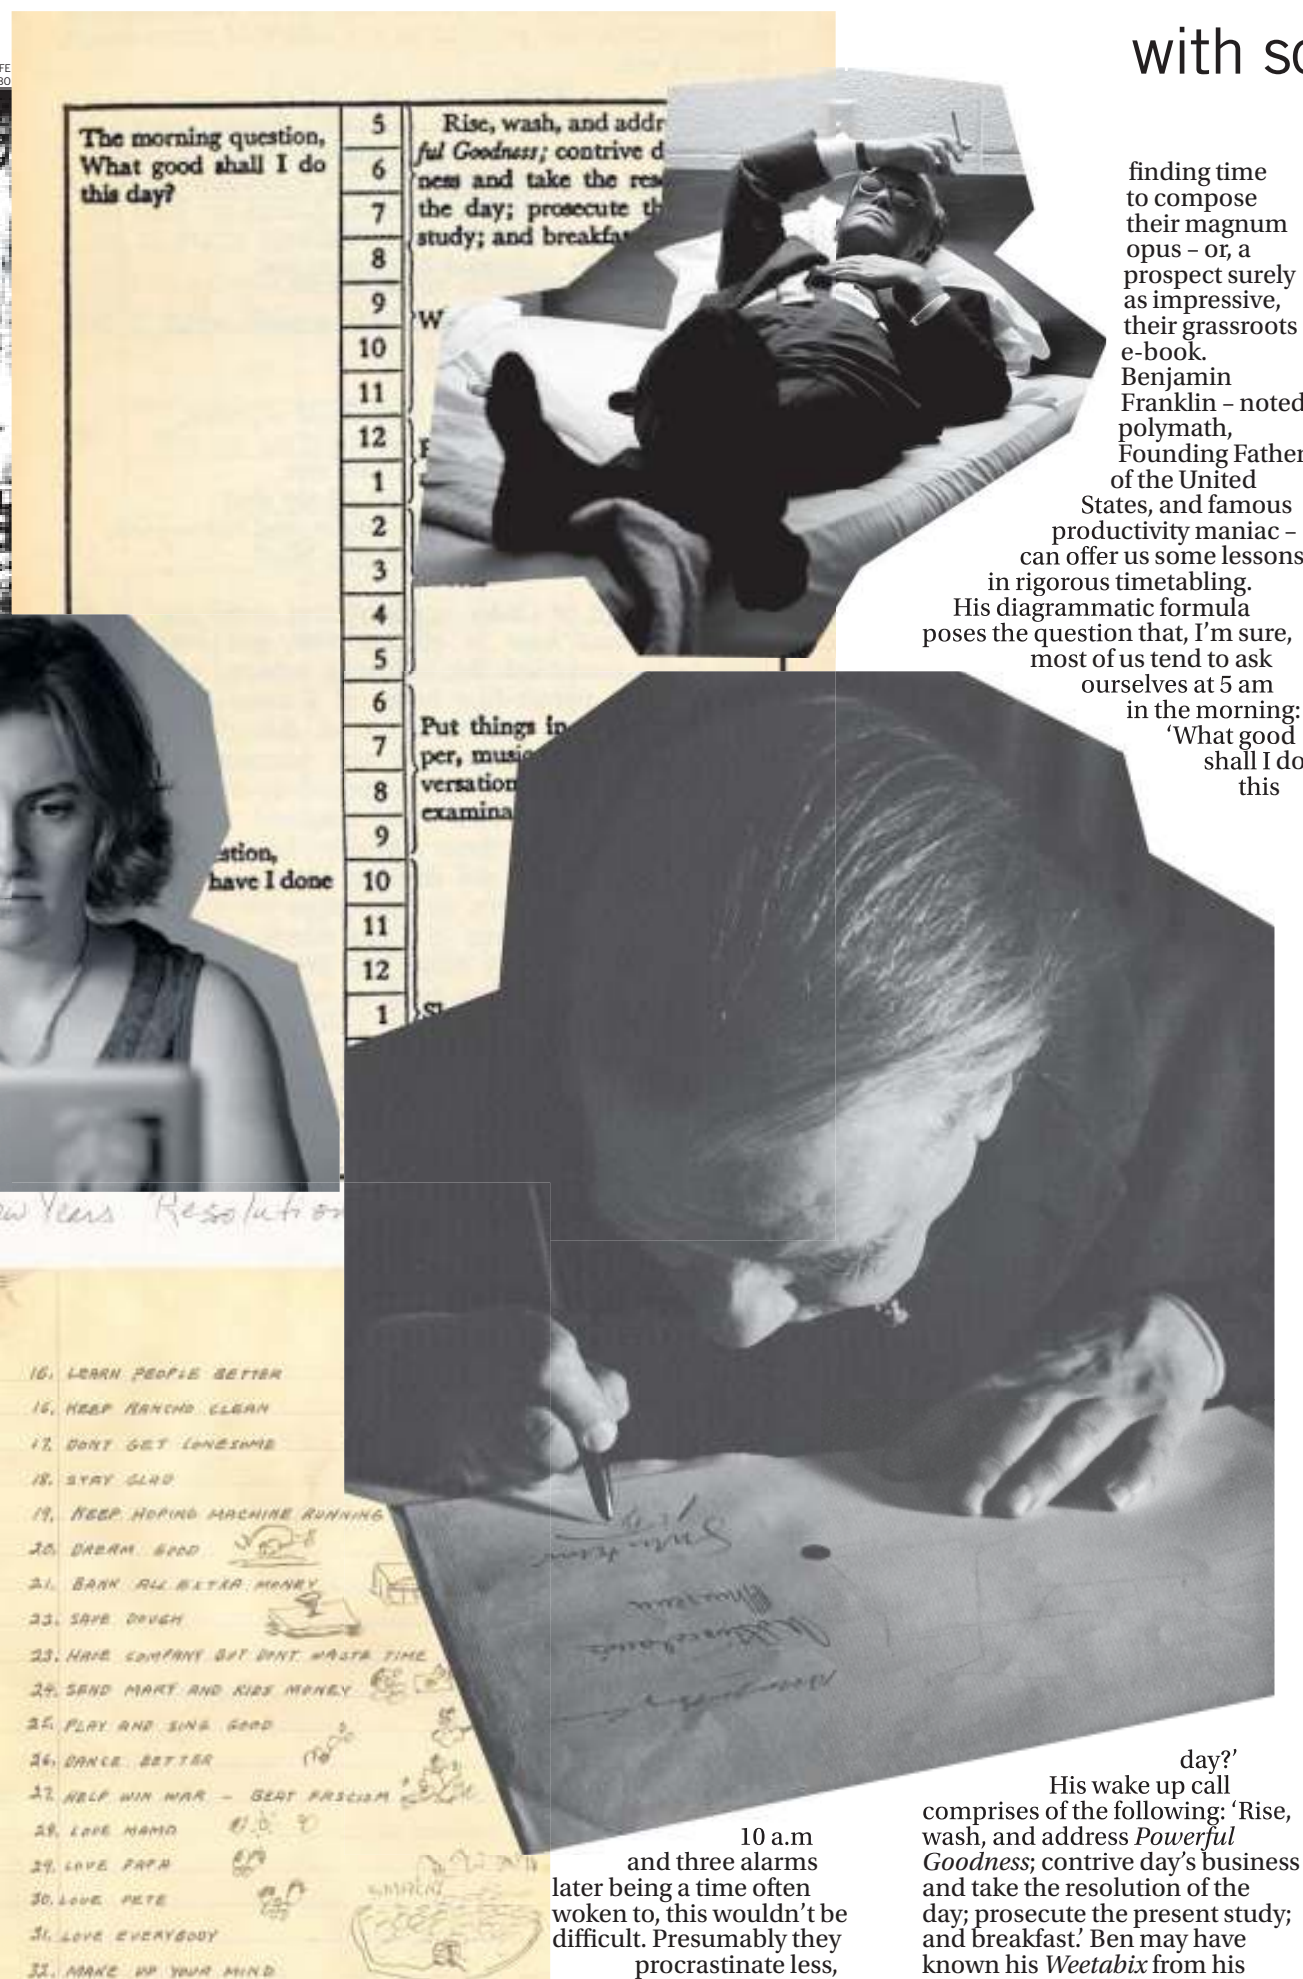 with
FE
BO
The morning question,
What good shall I do
this day?
5
6
7
8
9
10
11
12
1
2
3
4
5
6
7
8
9
10
11
12
1
Rise, wash, and addr
ful Goodness; contrive d
ness and take the res
the day; prosecute th
study; and breakfas
W
Put things in
per, music
versation
examina
stion,
have I done
Sl
finding time
to compose
their magnum
opus – or, a
prospect surely
as impressive,
their grassroots
e-book.
Benjamin
Franklin – noted
polymath,
Founding Father
of the United
States, and famous
productivity maniac –
can offer us some lessons
in rigorous timetabling.
His diagrammatic formula
poses the question that, I'm sure,
most of us tend to ask
ourselves at 5 am
in the morning:
‘What good
shall I do
this
day?’
His wake up call
comprises of the following: ‘Rise,
wash, and address Powerful
Goodness; contrive day's business
and take the resolution of the
day; prosecute the present study;
and breakfast.’ Ben may have
known his Weetabix from his
10 a.m
and three alarms
later being a time often
woken to, this wouldn't be
difficult. Presumably they
procrastinate less,
Years Resolution
16. LEARN PEOPLE BETTER
16. KEEP RANCHO CLEAN
17. DONT GET LONESOME
18. STAY GLAD
19. KEEP HOPING MACHINE RUNNING
20. DREAM GOOD
21. BANK ALL EXTRA MONEY
22. SAVE DOUGH
23. HAVE COMPANY BUT DONT WASTE TIME
24. SEND MARY AND KIDS MONEY
25. PLAY AND SING GOOD
26. DANCE BETTER
27. HELP WIN WAR - BEAT FASCISM
28. LOVE MAMA
29. LOVE PAPA
30. LOVE PETE
31. LOVE EVERYBODY
32. MAKE UP YOUR MIND